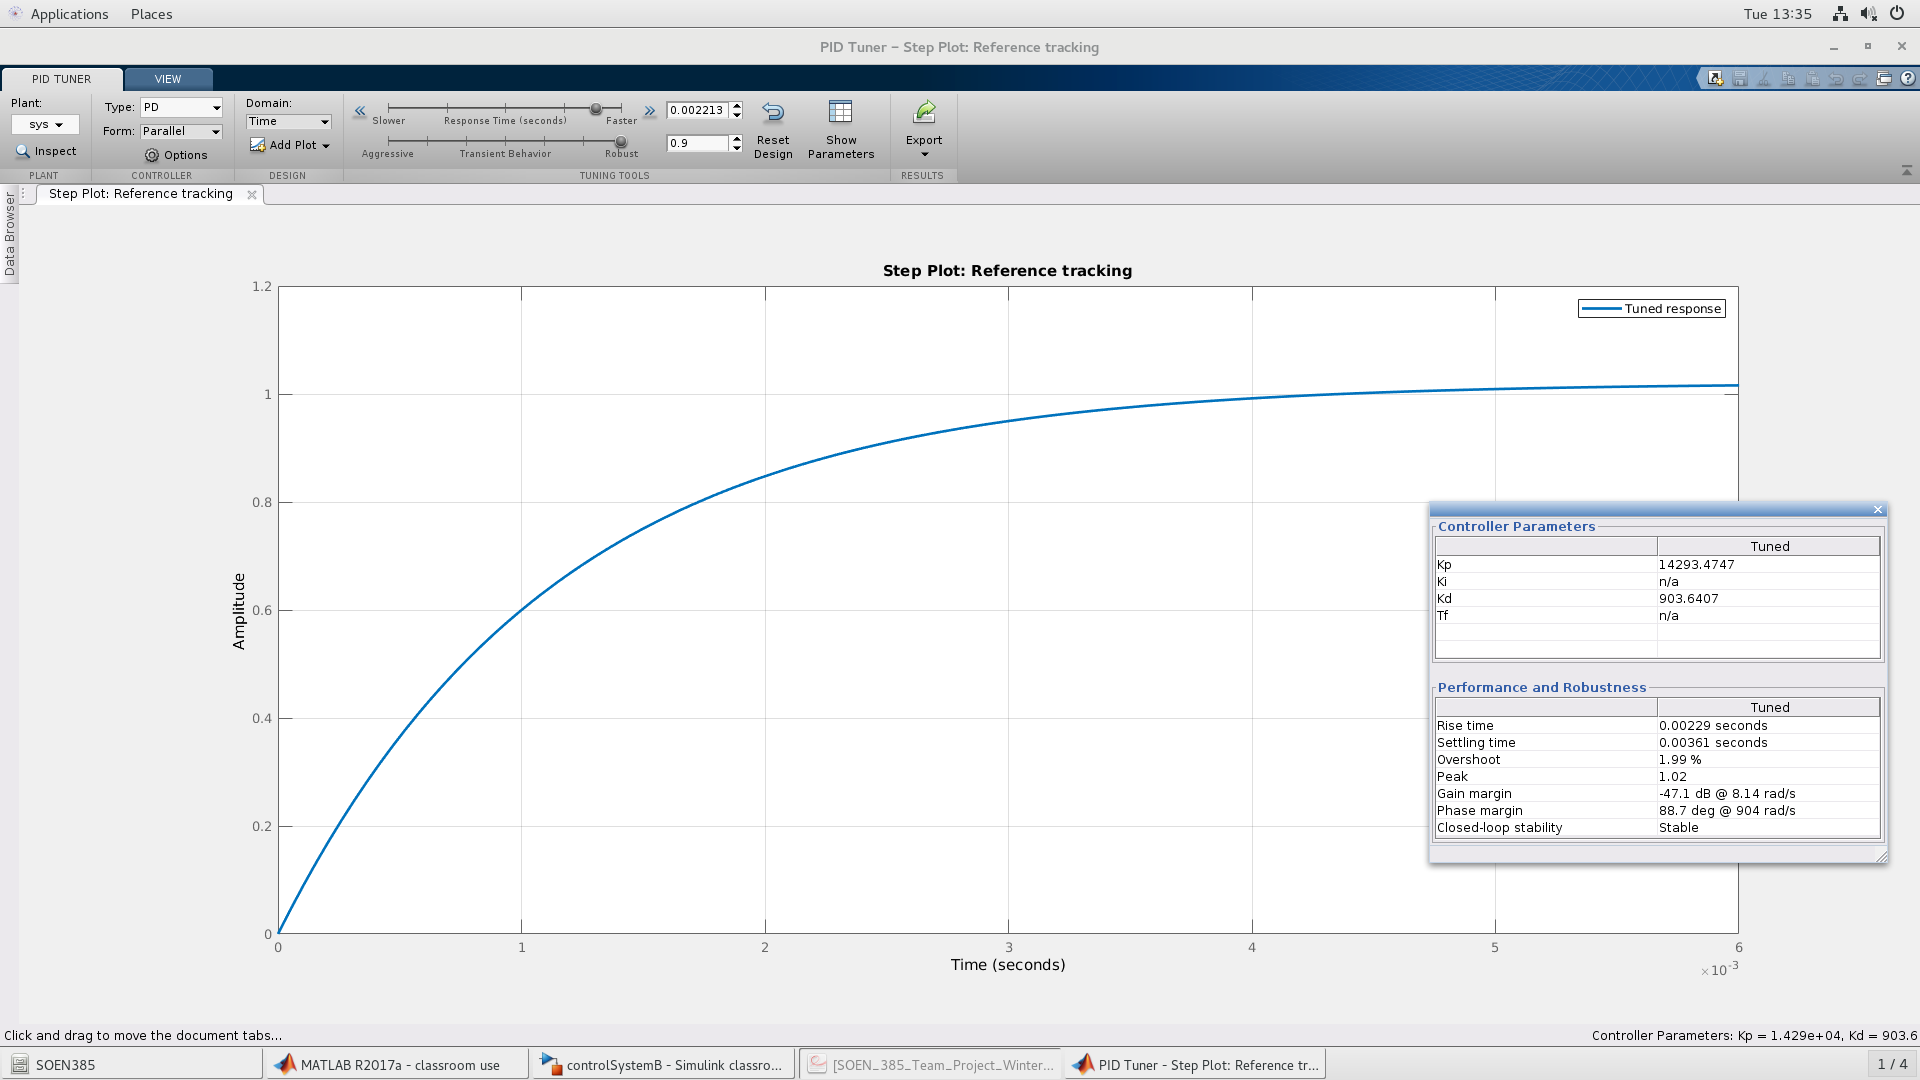 Applications Places Tue 13:35
PID Tuner – Step Plot: Reference tracking
PID TUNER VIEW
Plant:
sys
Inspect
PLANT
Type: PD
Form: Parallel
Options
CONTROLLER
Domain:
Time
Add Plot
DESIGN
Slower Response Time (seconds) Faster
0.002213
Aggressive Transient Behavior Robust
0.9
Reset
Design
Show
Parameters
TUNING TOOLS
Export
RESULTS
Data Browser
Step Plot: Reference tracking
Step Plot: Reference tracking
Tuned response
Amplitude
1.2
1
0.8
0.6
0.4
0.2
0
0 1 2 3 4 5 6
Time (seconds)
×10-3
Controller Parameters
Tuned
Kp 14293.4747
Ki n/a
Kd 903.6407
Tf n/a
Performance and Robustness
Tuned
Rise time 0.00229 seconds
Settling time 0.00361 seconds
Overshoot 1.99 %
Peak 1.02
Gain margin -47.1 dB @ 8.14 rad/s
Phase margin 88.7 deg @ 904 rad/s
Closed-loop stability Stable
Click and drag to move the document tabs... Controller Parameters: Kp = 1.429e+04, Kd = 903.6
SOEN385 MATLAB R2017a - classroom use controlSystemB - Simulink classro... [SOEN_385_Team_Project_Winter... PID Tuner - Step Plot: Reference tr... 1 / 4